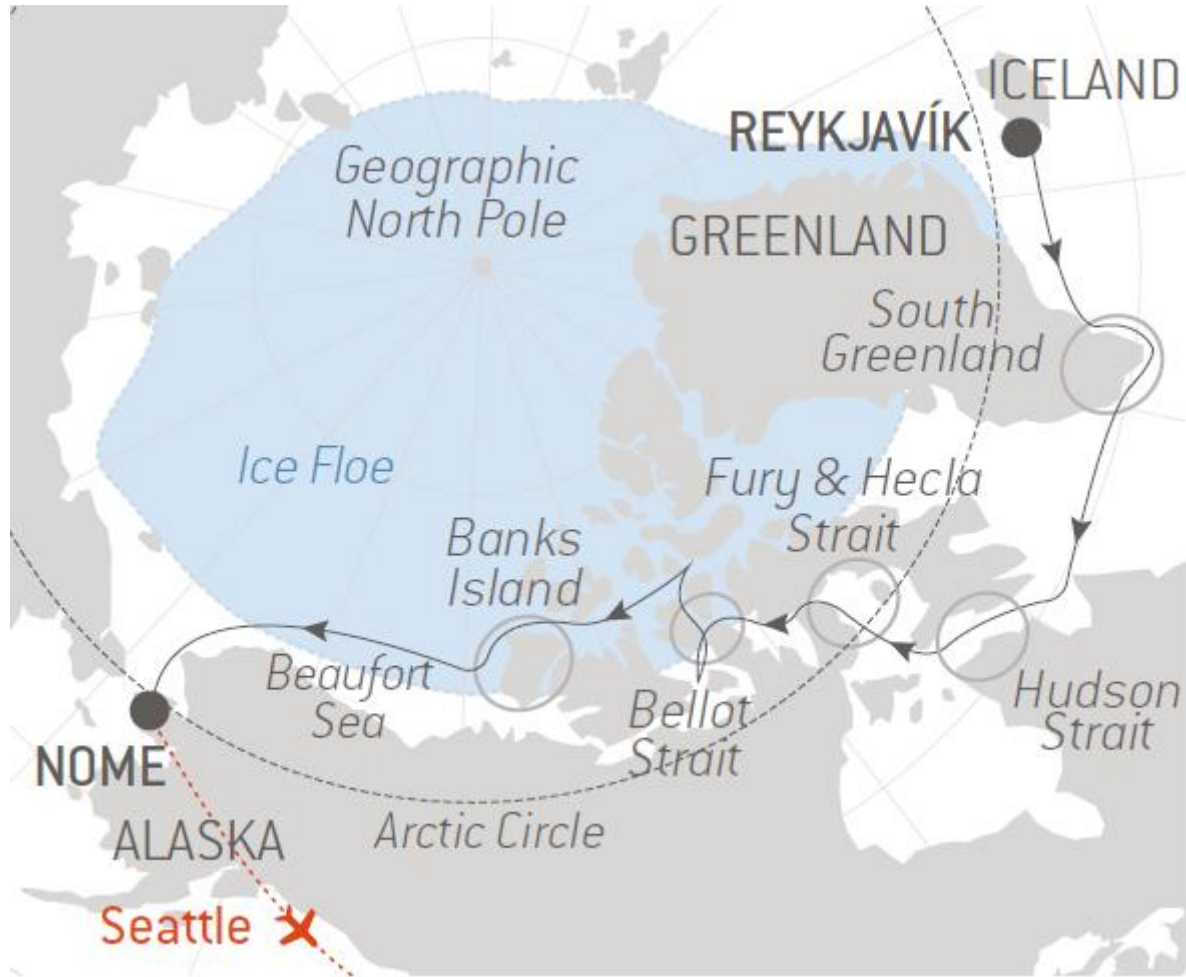 ICELAND
REYKJAVÍK
Geographic
North Pole
GREENLAND
South
Greenland
Ice Floe
Fury & Hecla
Strait
Banks
Island
Beaufort
Sea
Bellot
Strait
Hudson
Strait
NOME
ALASKA
Arctic Circle
Seattle